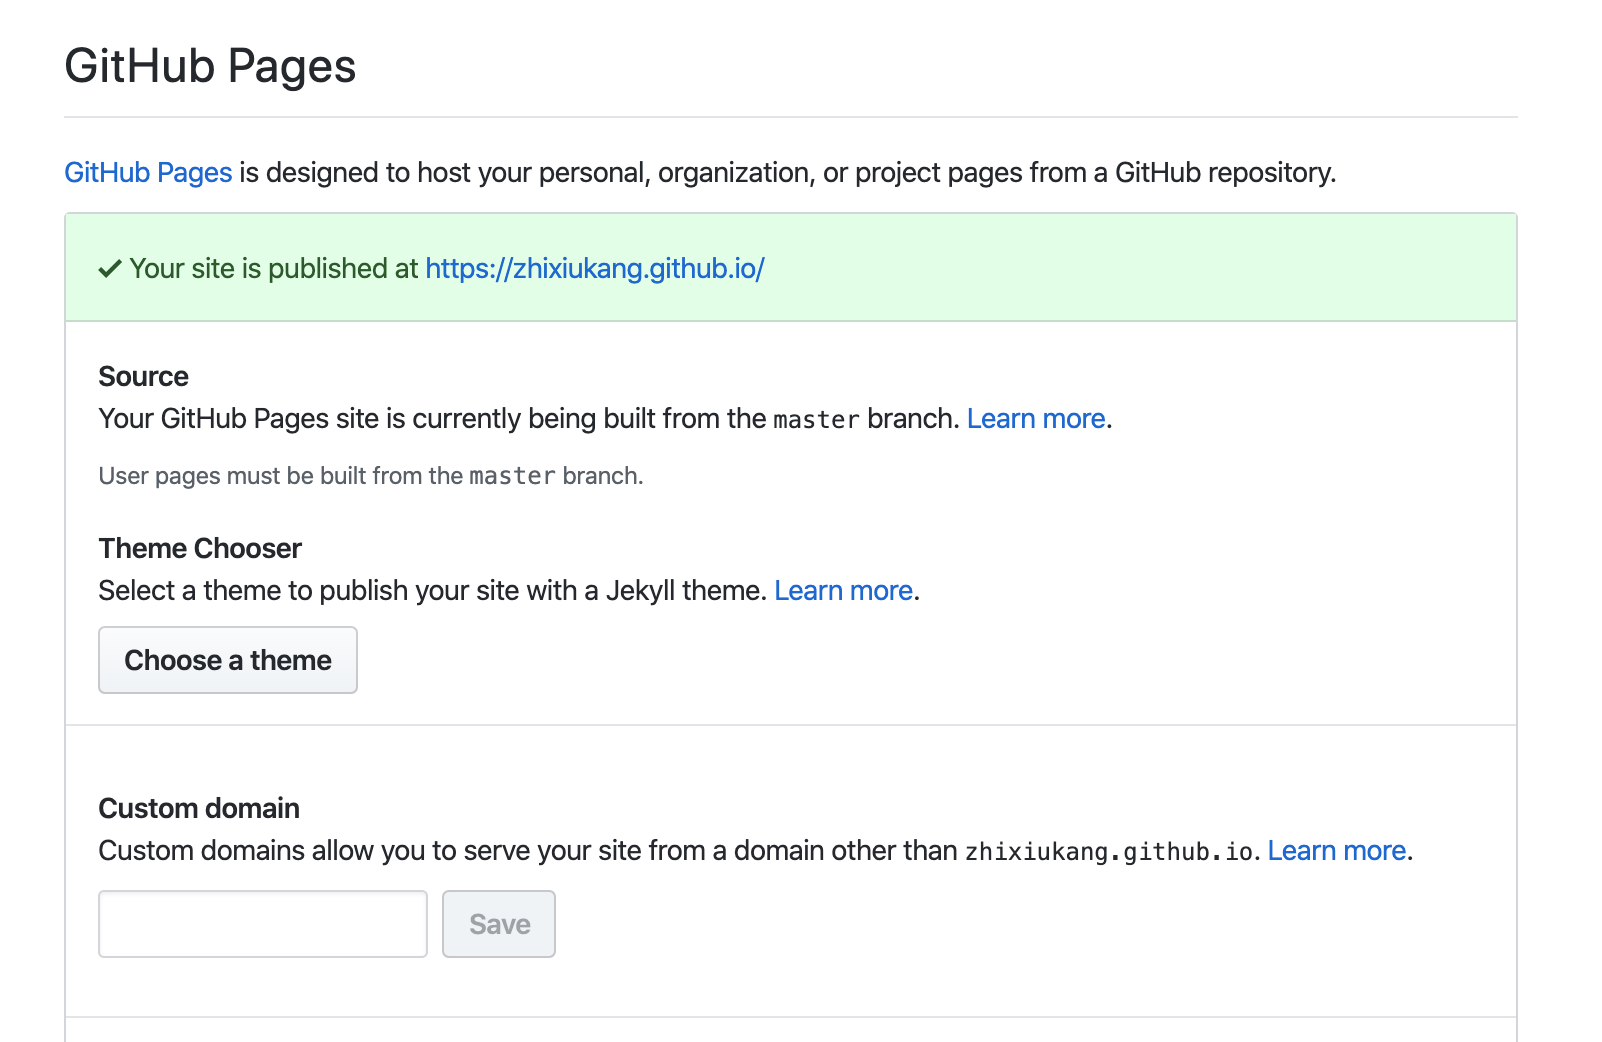 GitHub Pages
GitHub Pages is designed to host your personal, organization, or project pages from a GitHub repository.
✓ Your site is published at https://zhixiukang.github.io/
Source
Your GitHub Pages site is currently being built from the master branch. Learn more.
User pages must be built from the master branch.
Theme Chooser
Select a theme to publish your site with a Jekyll theme. Learn more.
Choose a theme
Custom domain
Custom domains allow you to serve your site from a domain other than zhixiukang.github.io. Learn more.
Save